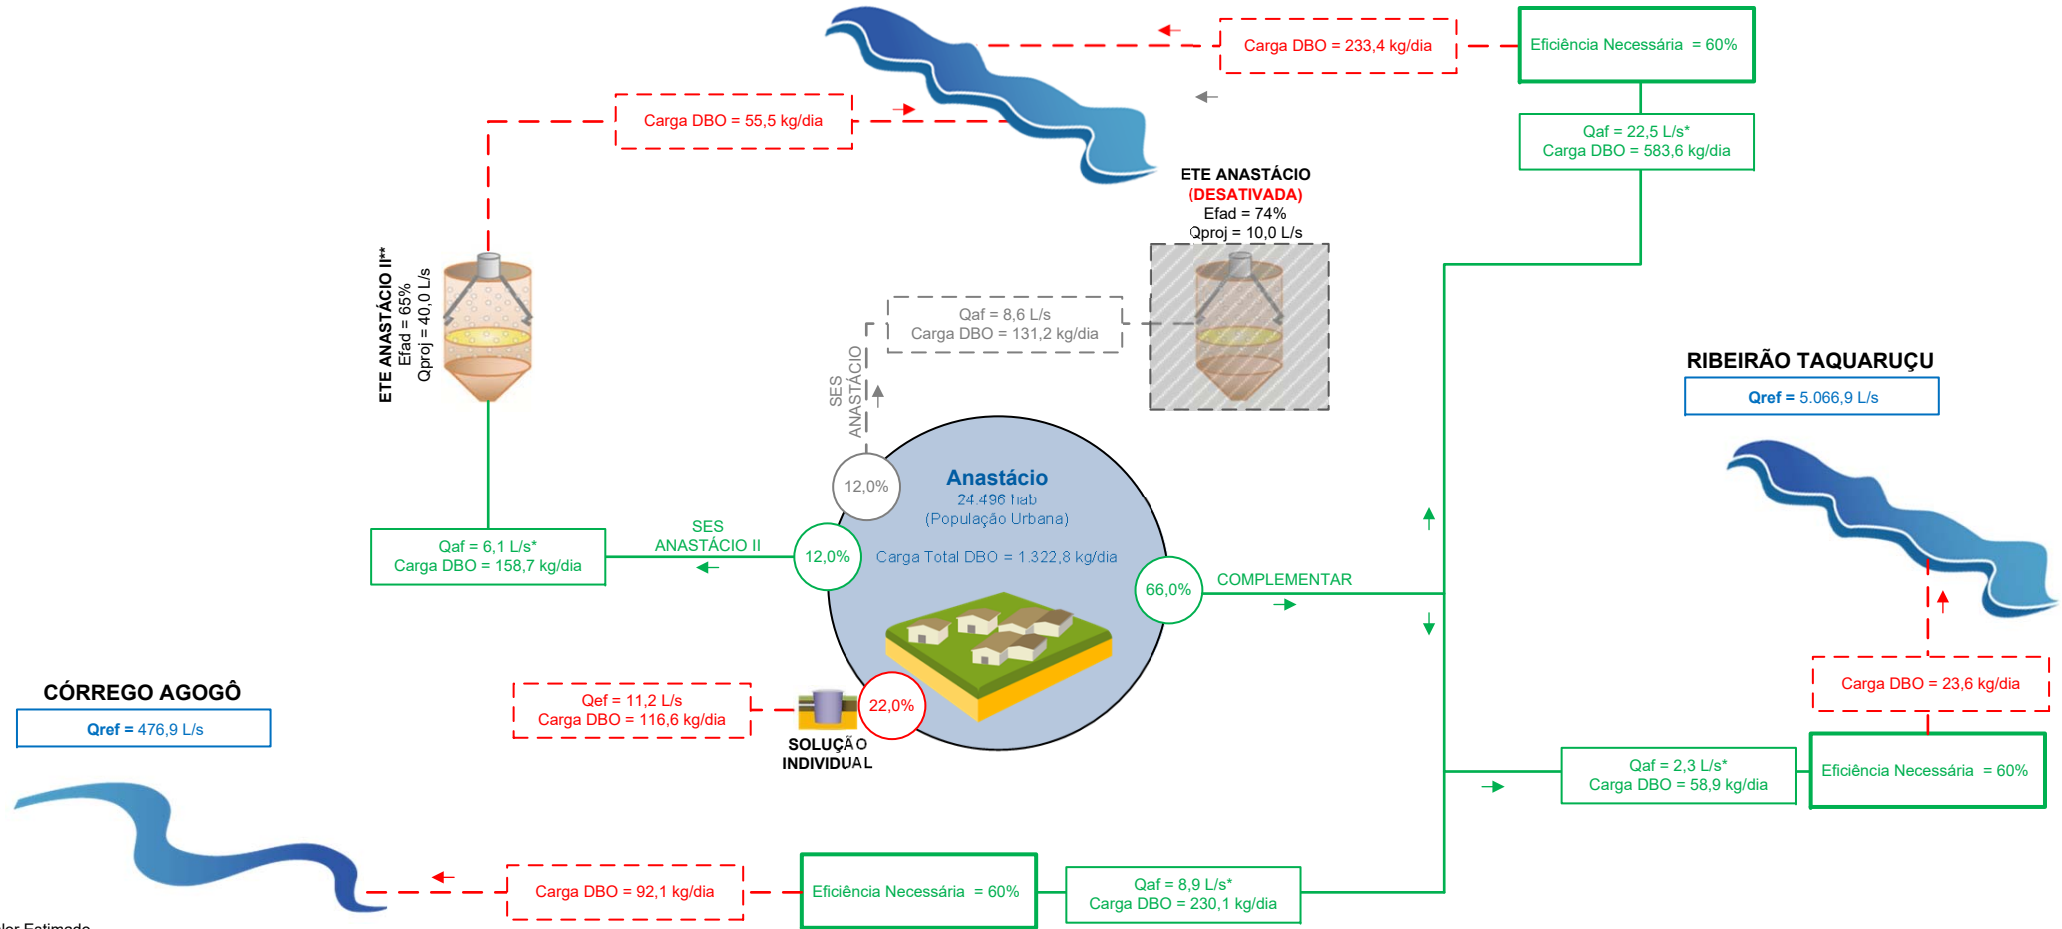 Carga DBO = 233,4 kg/dia
Eficiência Necessária = 60%
Carga DBO = 55,5 kg/dia
Qaf = 22,5 L/s*
Carga DBO = 583,6 kg/dia
ETE ANASTÁCIO
(DESATIVADA)
Efad = 74%
Qproj = 10,0 L/s
ETE ANASTÁCIO II**
Efad = 65%
Qproj = 40,0 L/s
Qaf = 8,6 L/s
Carga DBO = 131,2 kg/dia
SES
ANASTÁCIO
RIBEIRÃO TAQUARUÇU
Qref = 5.066,9 L/s
12,0%
Anastácio
24.496 hab
(População Urbana)
Carga Total DBO = 1.322,8 kg/dia
SES
ANASTÁCIO II
12,0%
Qaf = 6,1 L/s*
Carga DBO = 158,7 kg/dia
66,0%
COMPLEMENTAR
CÓRREGO AGOGÔ
Qref = 476,9 L/s
Qef = 11,2 L/s
Carga DBO = 116,6 kg/dia
22,0%
SOLUÇÃO
INDIVIDUAL
Carga DBO = 23,6 kg/dia
Qaf = 2,3 L/s*
Carga DBO = 58,9 kg/dia
Eficiência Necessária = 60%
Carga DBO = 92,1 kg/dia
Eficiência Necessária = 60%
Qaf = 8,9 L/s*
Carga DBO = 230,1 kg/dia
Estimado